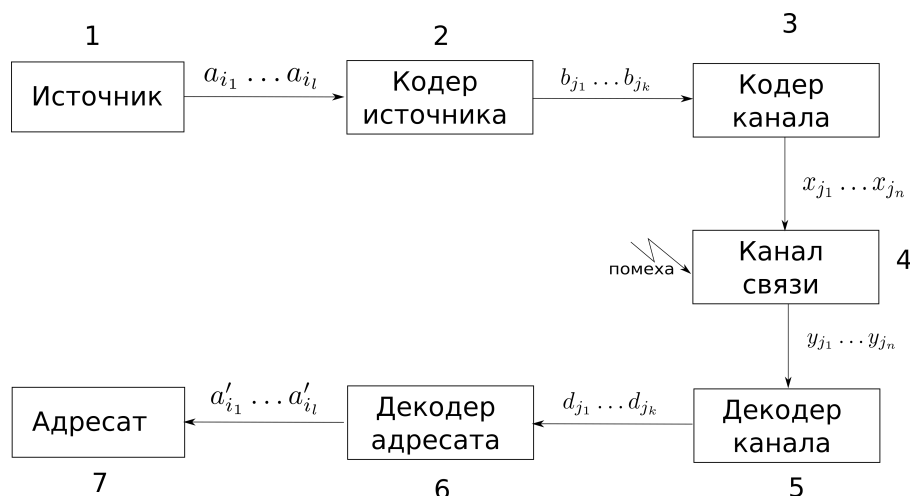 1
Источник
a_{i_1} … a_{i_l}
2
Кодер
источника
b_{j_1} … b_{j_k}
3
Кодер
канала
x_{j_1} … x_{j_n}
помеха
Канал
связи
4
y_{j_1} … y_{j_n}
Декодер
канала
5
d_{j_1} … d_{j_k}
Декодер
адресата
6
a'_{i_1} … a'_{i_l}
Адресат
7